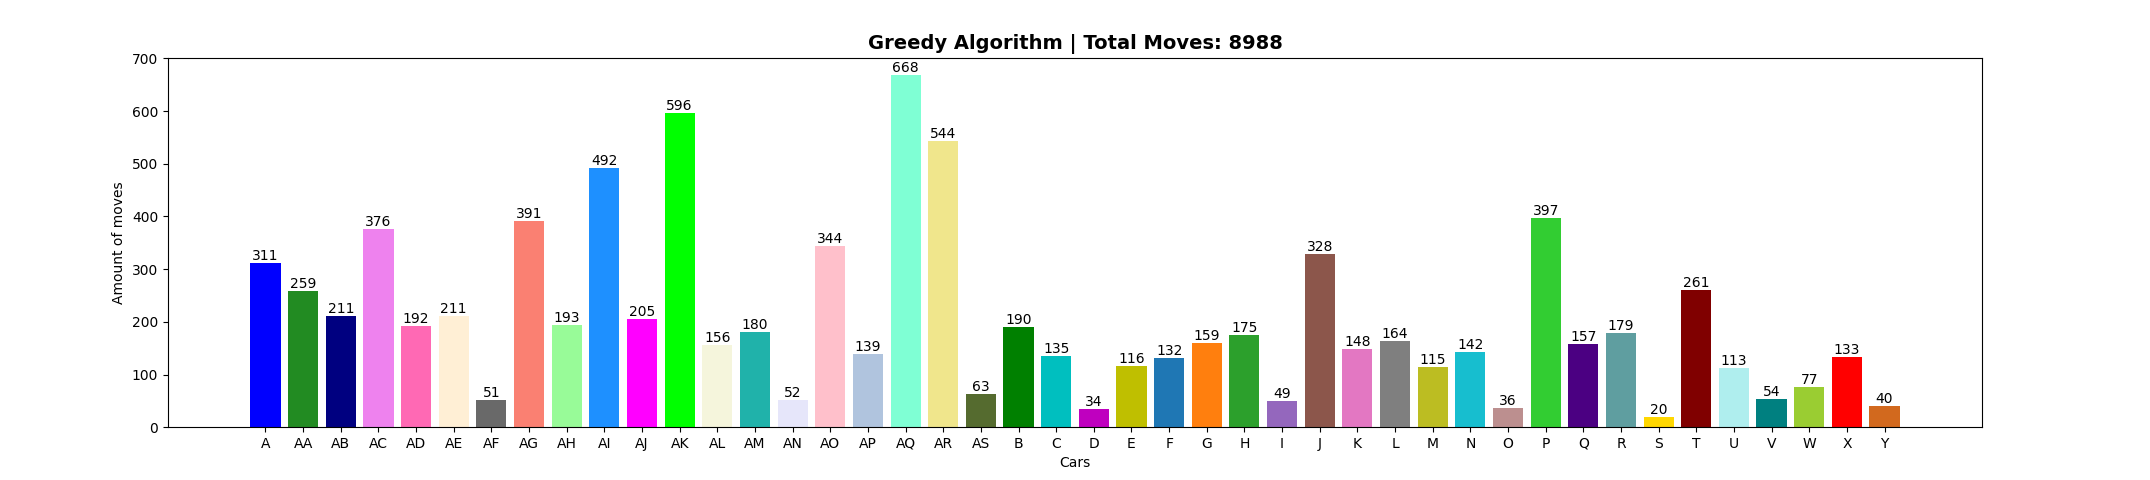 Greedy Algorithm | Total Moves: 8988
700
600
500
400
300
200
100
0
Amount of moves
311 259 211 376 192 211 51 391 193 492 205 596 156 180 52 344 139 668 544 63 190 135 34 116 132 159 175 49 328 148 164 115 142 36 397 157 179 20 261 113 54 77 133 40
A AA AB AC AD AE AF AG AH AI AJ AK AL AM AN AO AP AQ AR AS B C D E F G H I J K L M N O P Q R S T U V W X Y
Cars